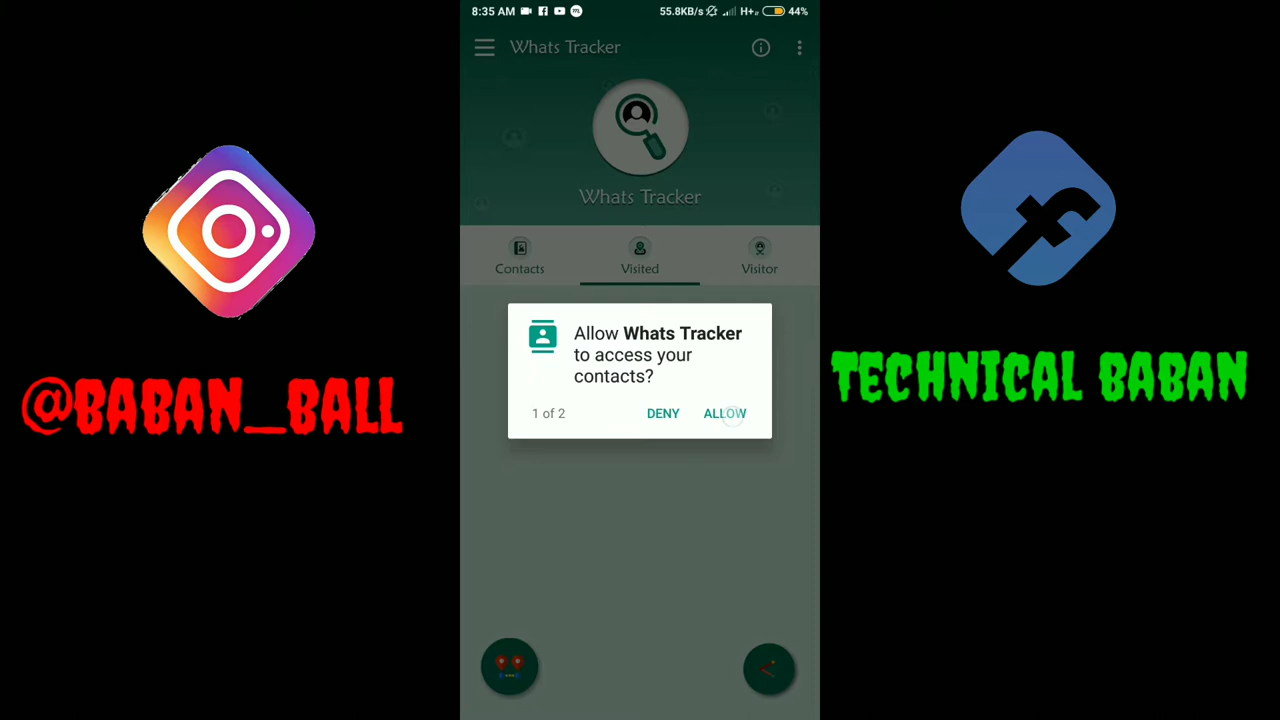 8:35 AM
55.8KB/s H+ 44%
Whats Tracker
Whats Tracker
Contacts
Visited
Visitor
Allow Whats Tracker
to access your
contacts?
1 of 2
DENY
ALLOW
@BABAN_BALL
TECHNICAL BABAN